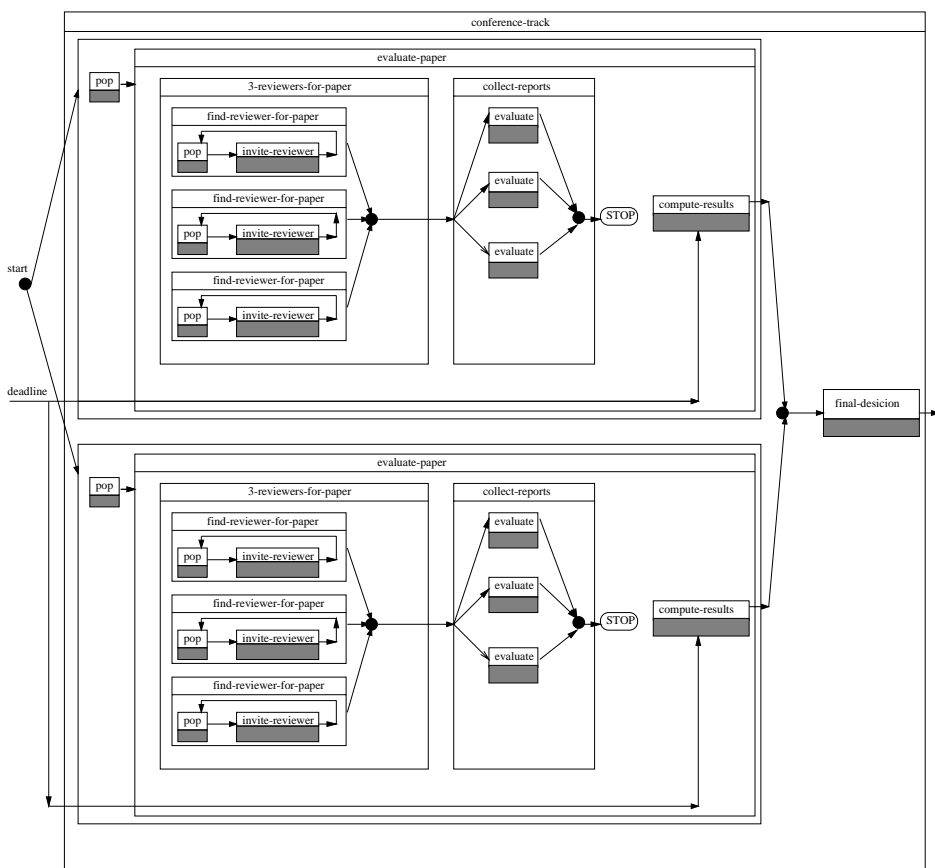 conference-track
evaluate-paper
pop
3-reviewers-for-paper
collect-reports
find-reviewer-for-paper
evaluate
pop
invite-reviewer
evaluate
find-reviewer-for-paper
compute-results
STOP
pop
invite-reviewer
evaluate
start
find-reviewer-for-paper
pop
invite-reviewer
deadline
final-desicion
evaluate-paper
pop
3-reviewers-for-paper
collect-reports
find-reviewer-for-paper
evaluate
pop
invite-reviewer
evaluate
find-reviewer-for-paper
compute-results
STOP
pop
invite-reviewer
evaluate
find-reviewer-for-paper
pop
invite-reviewer